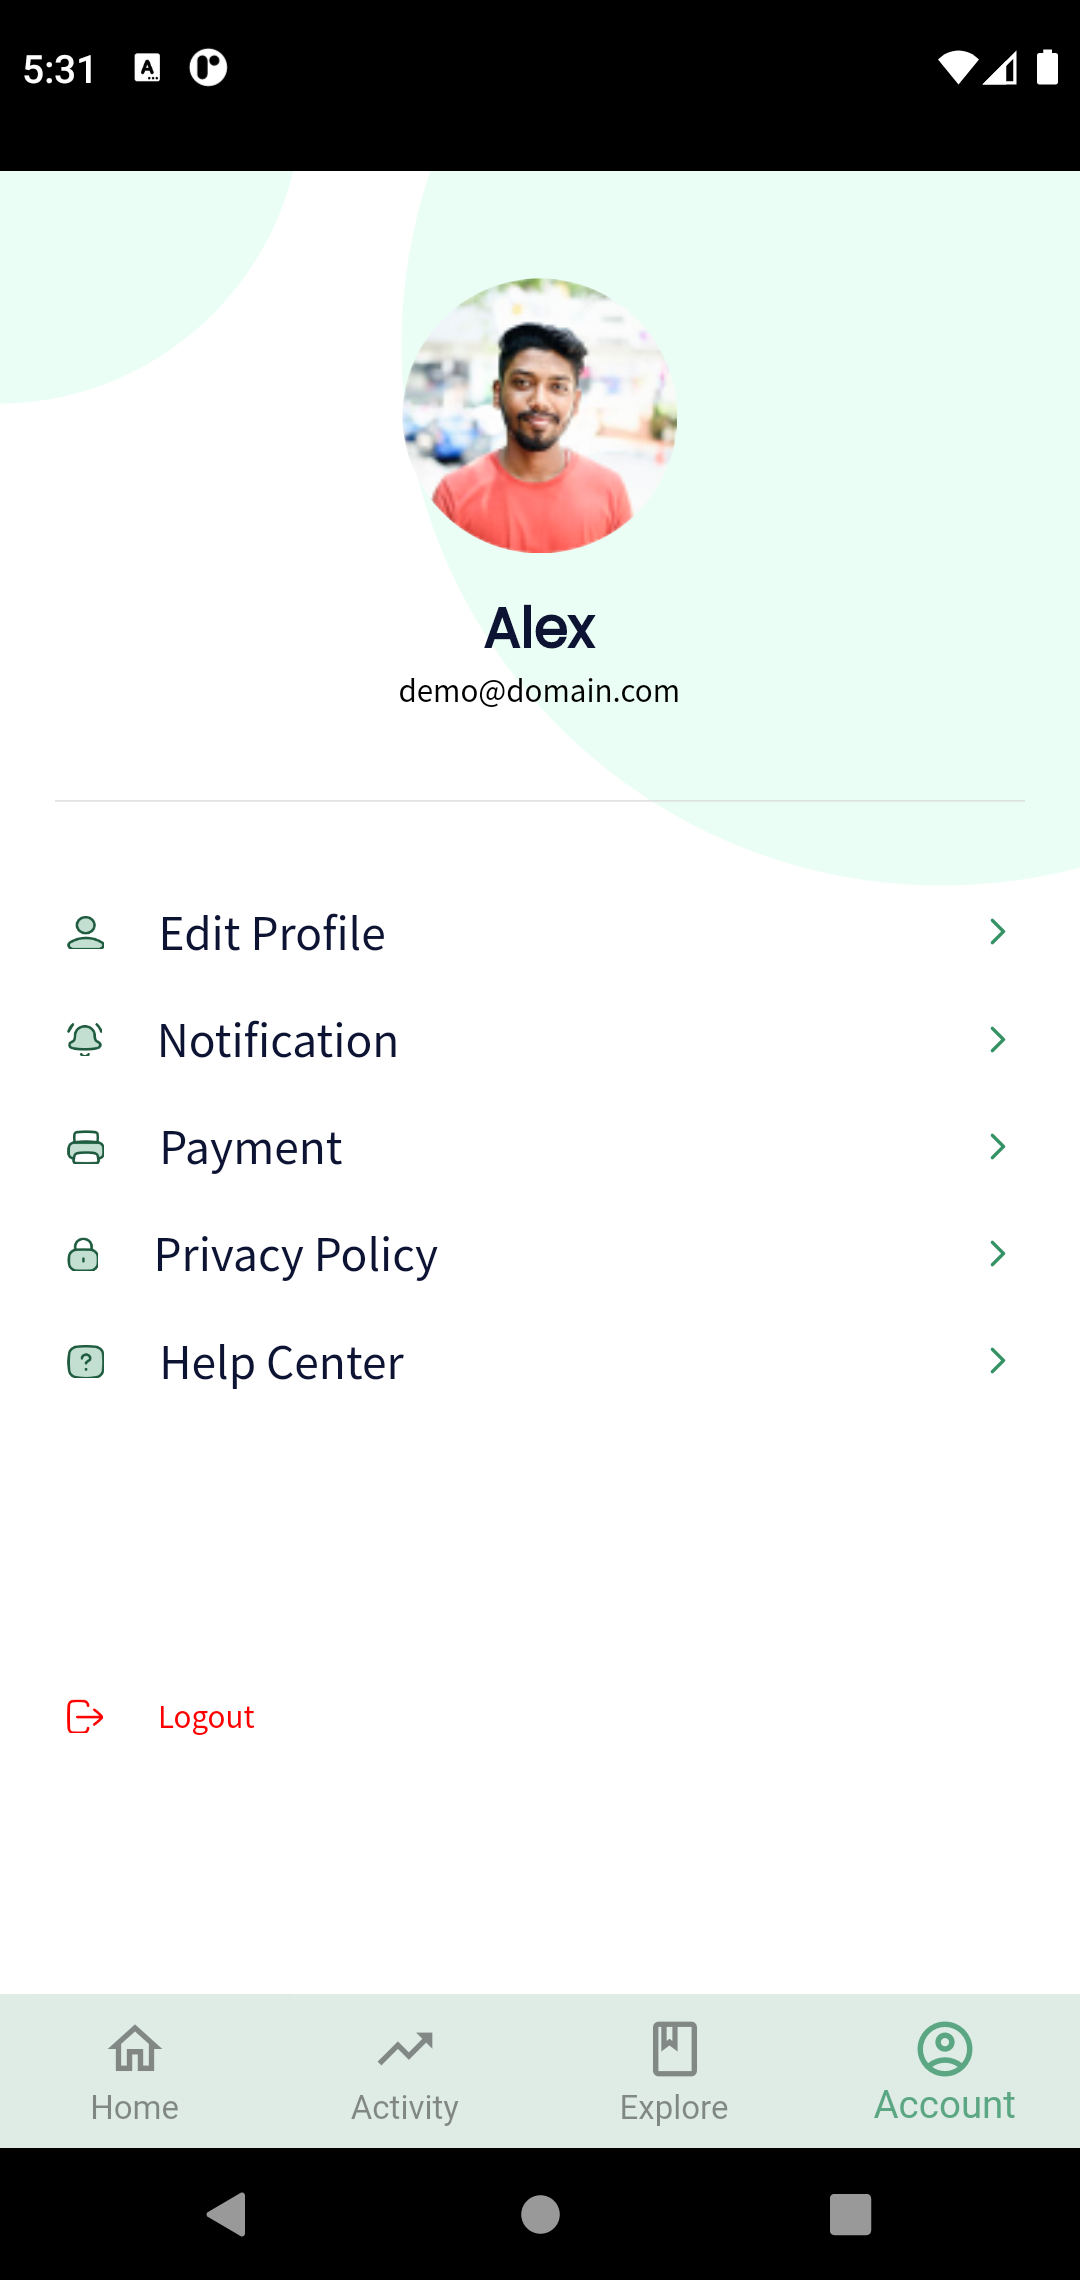 5:31
Alex
demo@domain.com
Edit Profile
Notification
Payment
Privacy Policy
Help Center
Logout
Home
Activity
Explore
Account